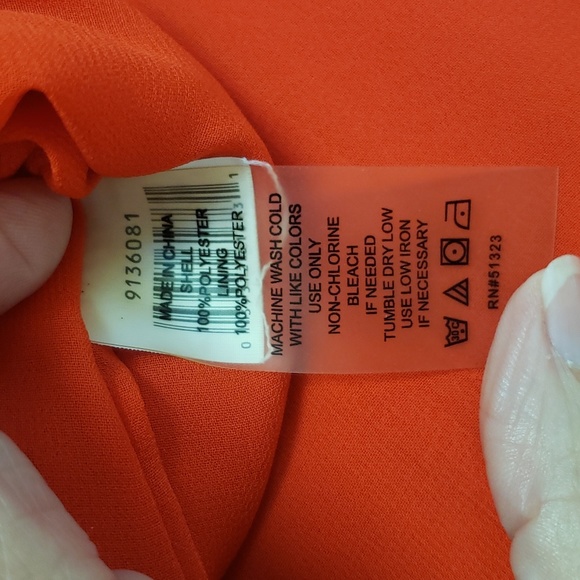 9136081
MADE IN CHINA
SHELL
100%POLYESTER
LINING
100%POLYESTER
MACHINE WASH COLD
WITH LIKE COLORS
USE ONLY
NON-CHLORINE
BLEACH
IF NEEDED
TUMBLE DRY LOW
USE LOW IRON
IF NECESSARY
RN#51323